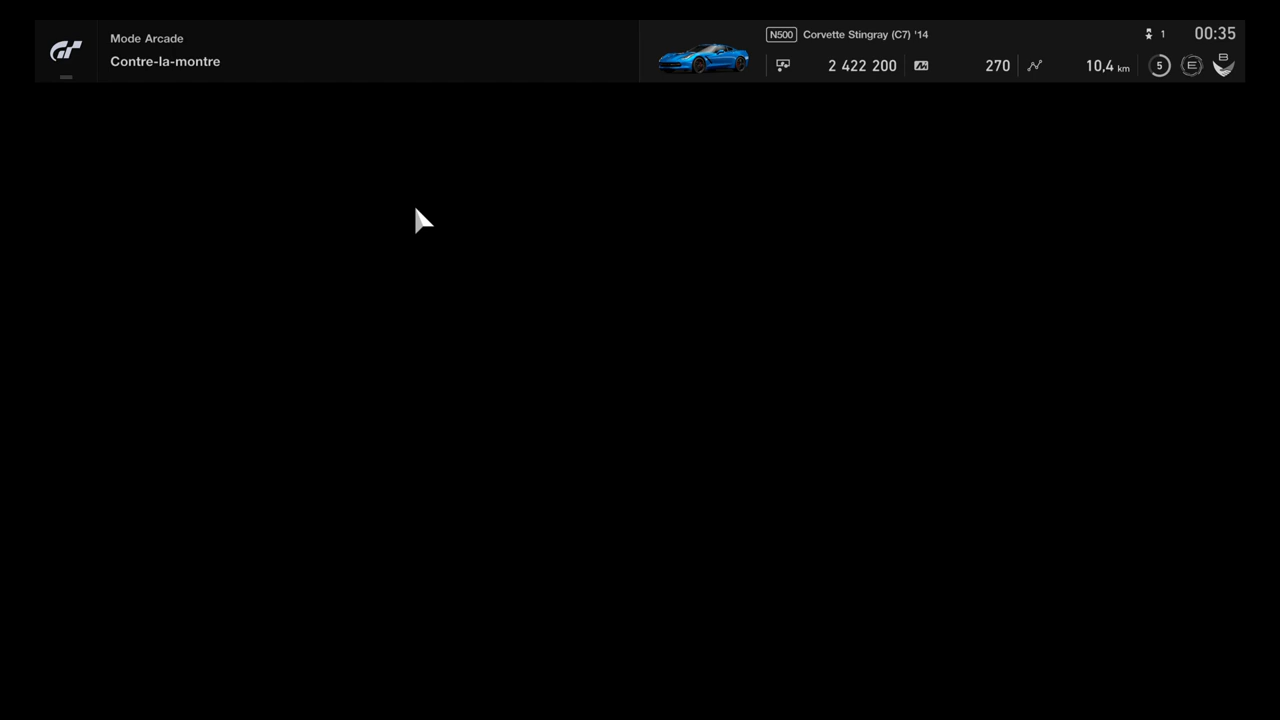 Mode Arcade
Contre-la-montre
N500 Corvette Stingray (C7) '14
1 00:35
2 422 200 270 10,4 km 5 E B